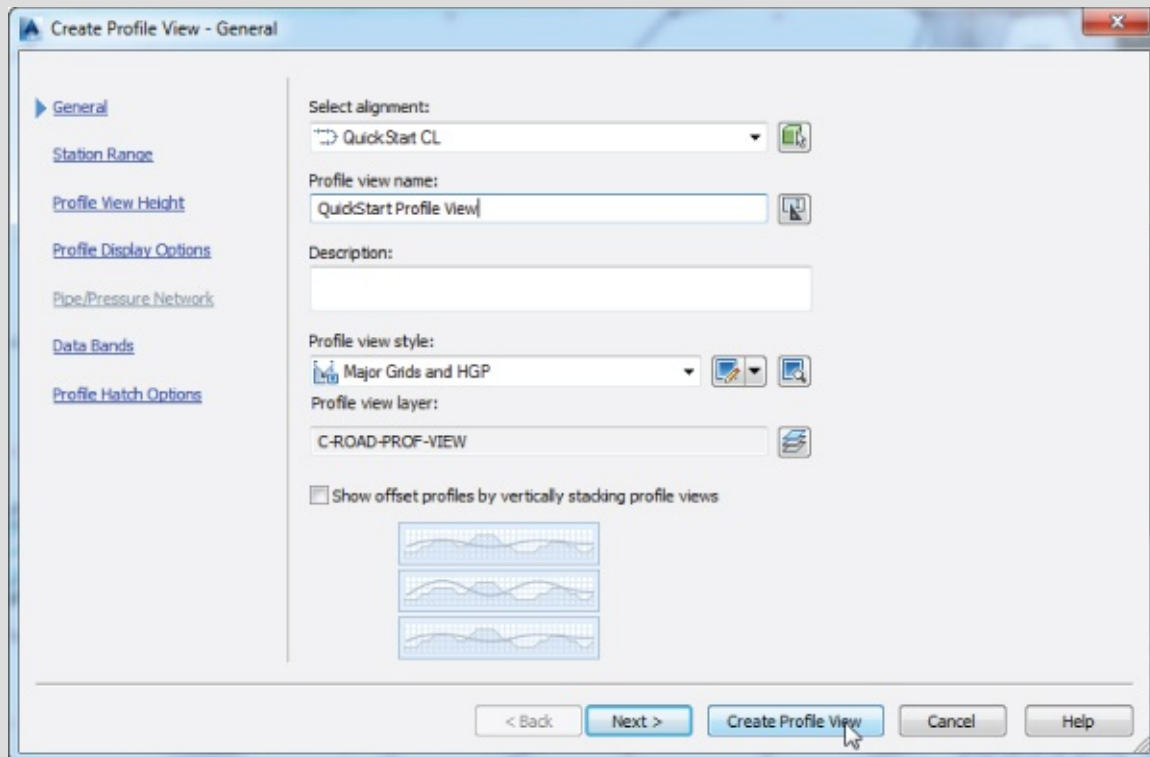 Create Profile View - General
General
Station Range
Profile View Height
Profile Display Options
Pipe/Pressure Network
Data Bands
Profile Hatch Options
Select alignment:
QuickStart CL
Profile view name:
QuickStart Profile View
Description:
Profile view style:
Major Grids and HGP
Profile view layer:
C-ROAD-PROF-VIEW
Show offset profiles by vertically stacking profile views
< Back
Next >
Create Profile View
Cancel
Help